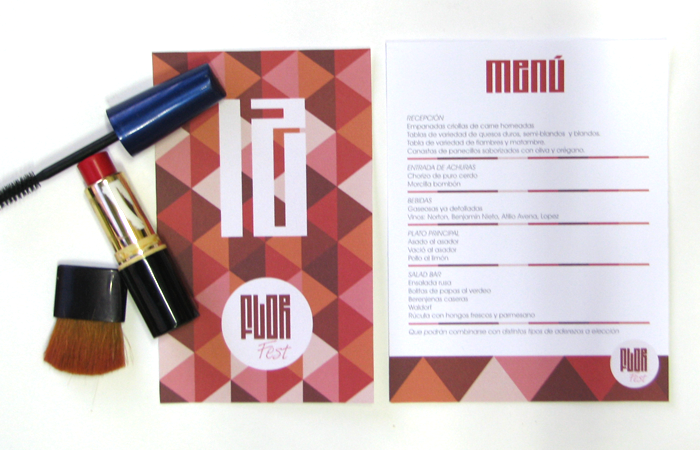 12
FLOR
Fest
MENÚ
RECEPCIÓN
Empanadas criollas de carne horneadas
Tablas de variedad de quesos duros, semi-blandos y blandos.
Tabla de variedad de fiambres y matambre.
Canastas de panecillos saborizados con oliva y orégano.
ENTRADA DE ACHURAS
Chorizo de puro cerdo
Morcilla bombón
BEBIDAS
Gaseosas ya detalladas
Vinos: Norton, Benjamín Nieto, Atilio Avena, Lopez
PLATO PRINCIPAL
Asado al asador
Vacío al asador
Pollo al limón
SALAD BAR
Ensalada rusa
Bolitas de papas al verdeo
Berenjenas caseras
Waldorf
Rúcula con hongos frescos y parmesano
Que podrán combinarse con distintos tipos de aderezos a elección
FLOR
Fest